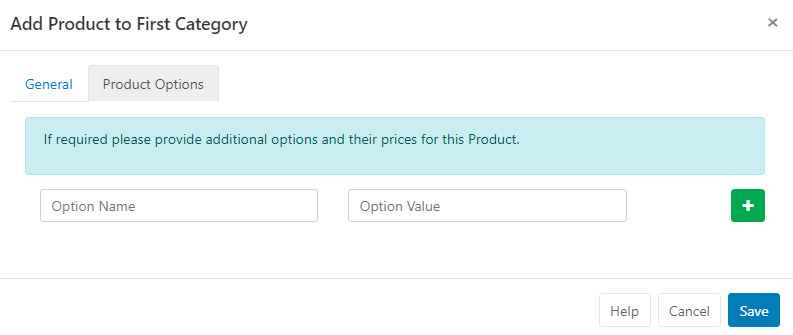 Add Product to First Category
×
General
Product Options
If required please provide additional options and their prices for this Product.
Option Name
Option Value
+
Help
Cancel
Save